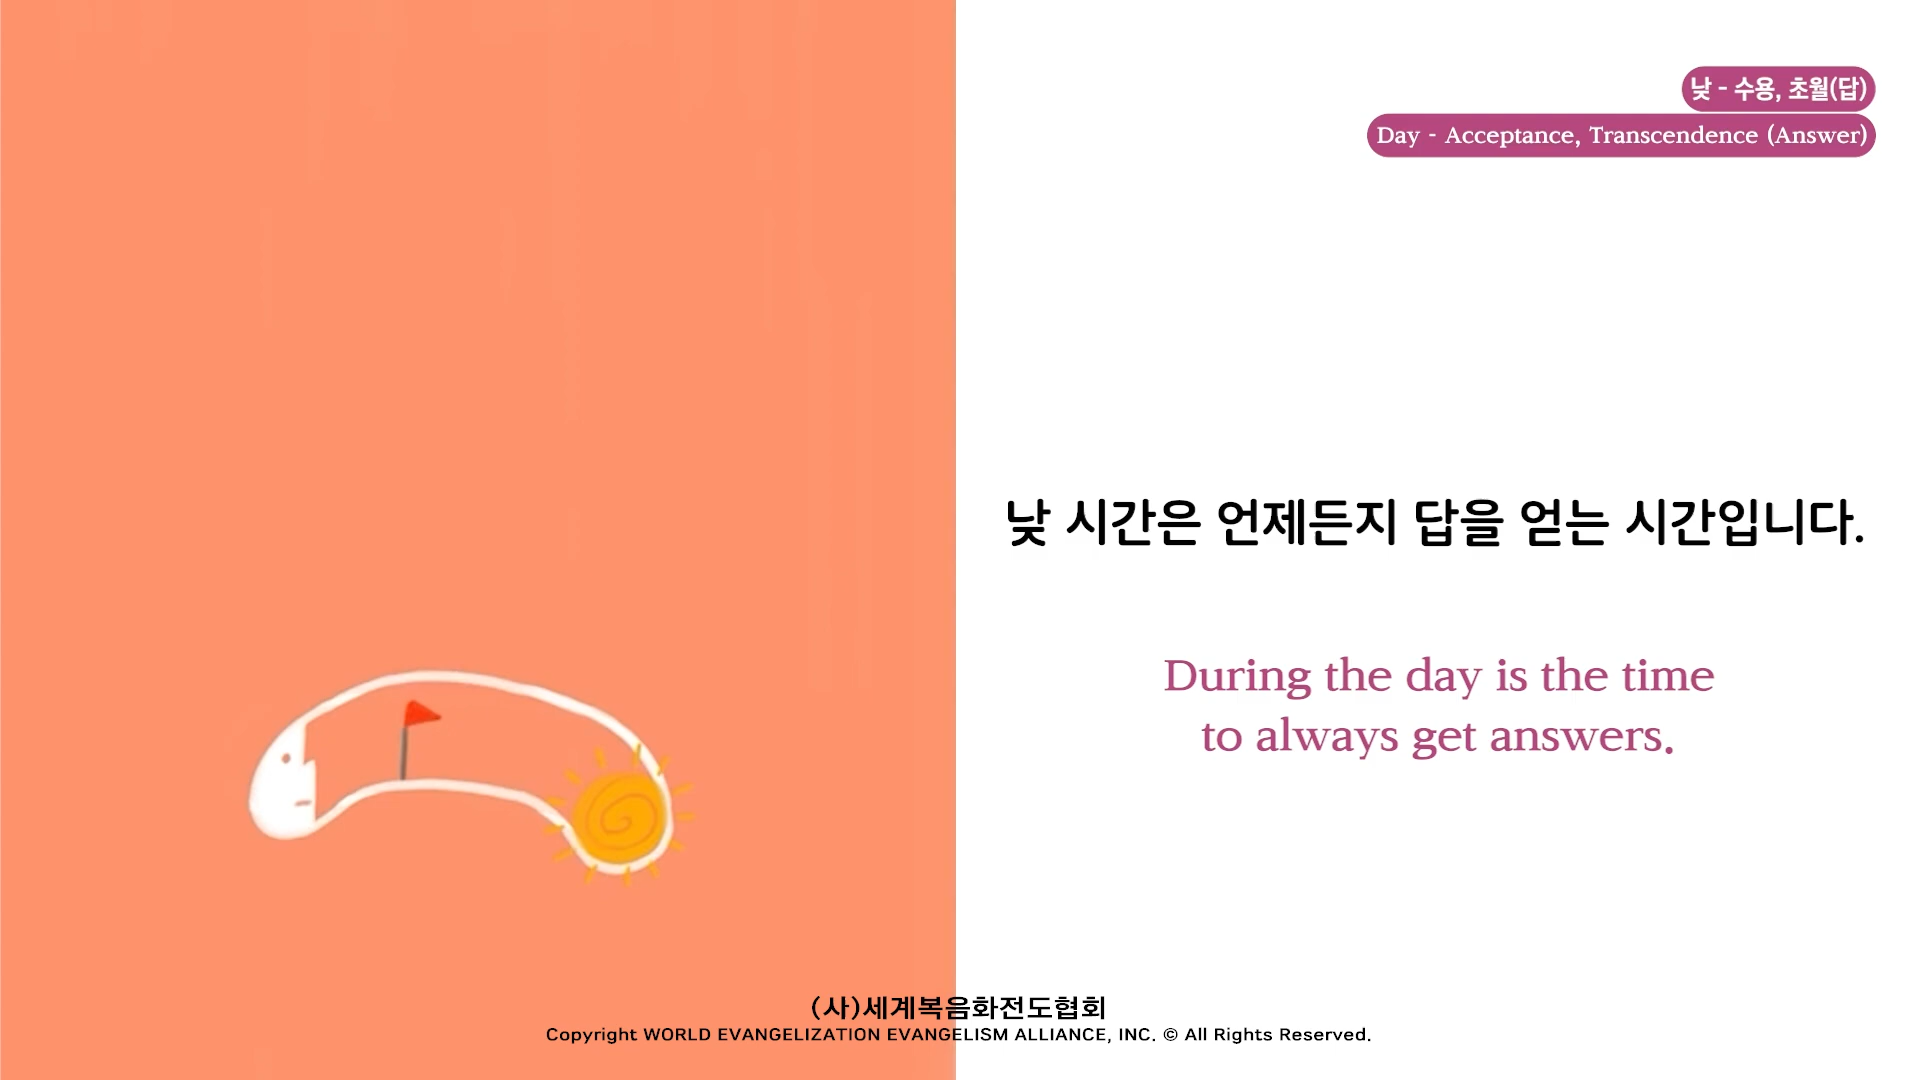 낮 - 수용, 초월(답)
Day - Acceptance, Transcendence (Answer)
낮 시간은 언제든지 답을 얻는 시간입니다.
During the day is the time
to always get answers.
(사)세계복음화전도협회
Copyright WORLD EVANGELIZATION EVANGELISM ALLIANCE, INC. © All Rights Reserved.